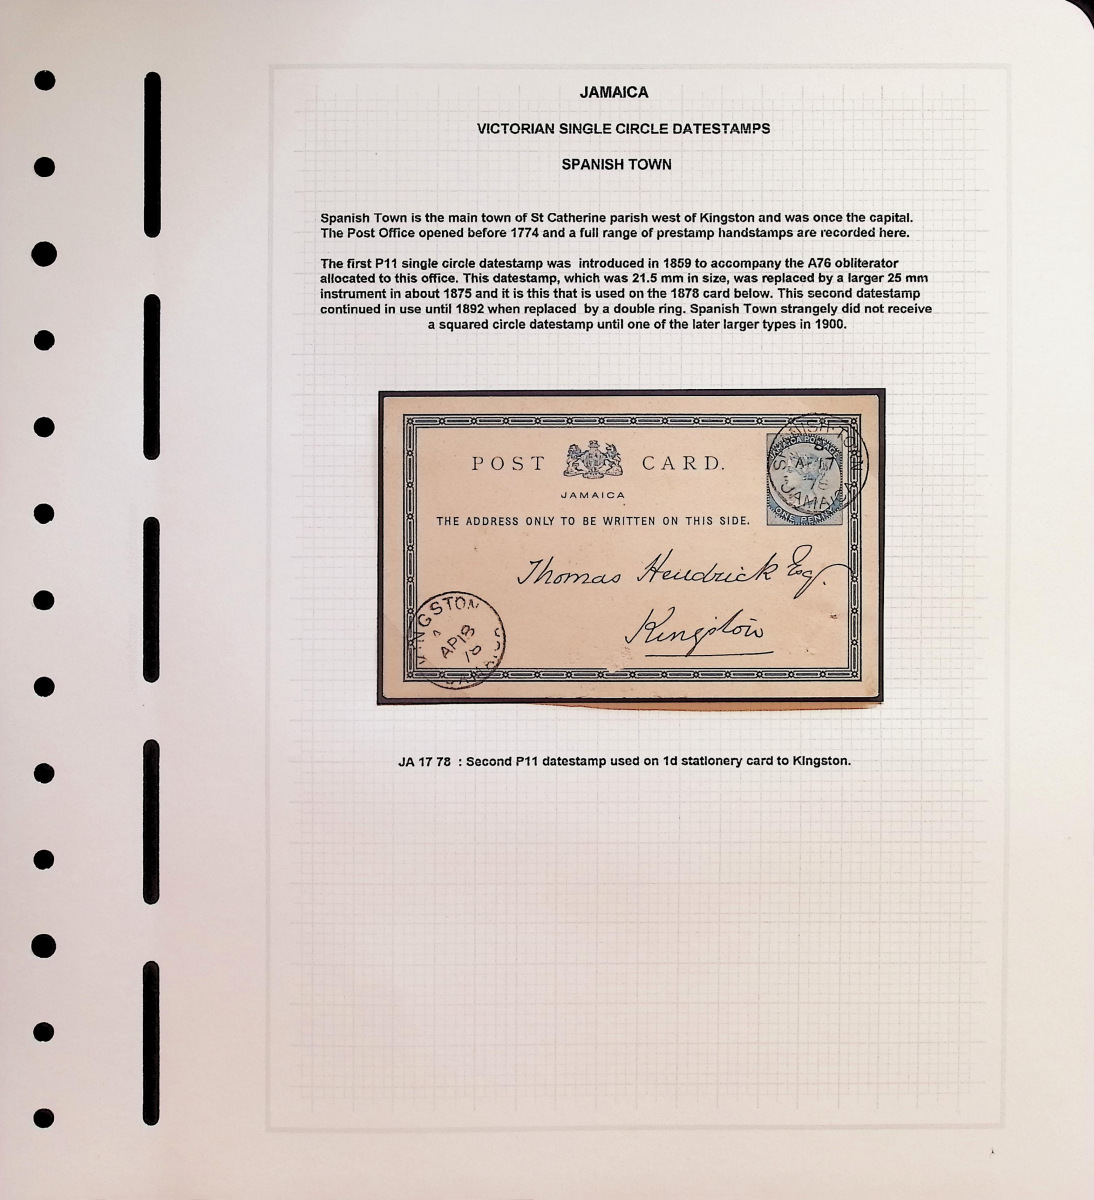 JAMAICA
VICTORIAN SINGLE CIRCLE DATESTAMPS
SPANISH TOWN
Spanish Town is the main town of St Catherine parish west of Kingston and was once the capital.
The Post Office opened before 1774 and a full range of prestamp handstamps are recorded here.
The first P11 single circle datestamp was introduced in 1859 to accompany the A76 obliterator
allocated to this office. This datestamp, which was 21.5 mm in size, was replaced by a larger 25 mm
instrument in about 1875 and it is this that is used on the 1878 card below. This second datestamp
continued in use until 1892 when replaced by a double ring. Spanish Town strangely did not receive
a squared circle datestamp until one of the later larger types in 1900.
POST CARD.
JAMAICA
THE ADDRESS ONLY TO BE WRITTEN ON THIS SIDE.
AP 17
78
JAMAICA
ONE PENNY
Thomas Hendrick Esq.
Kingston
KINGSTON
AP 18
JA 17 78 : Second P11 datestamp used on 1d stationery card to Kingston.